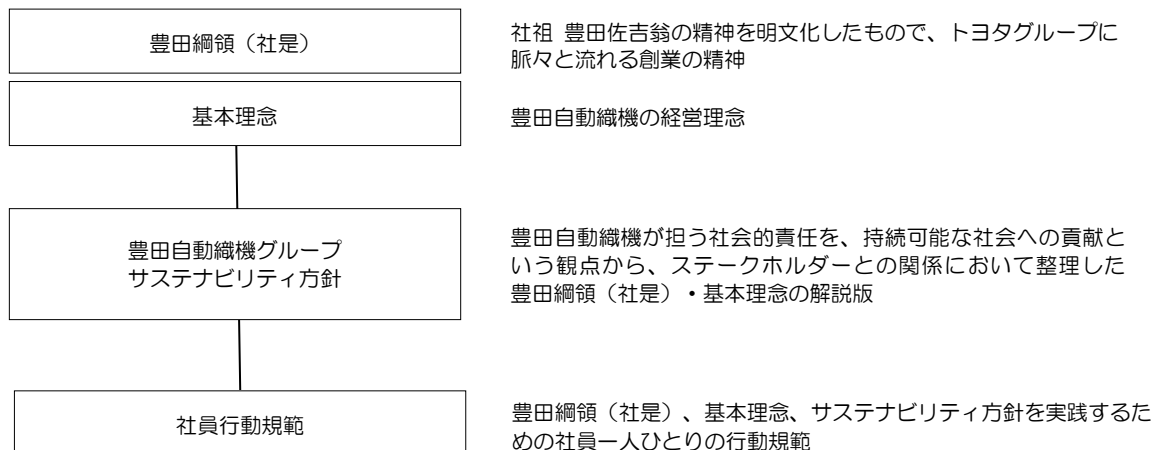 豊田綱領（社是）
社祖 豊田佐吉翁の精神を明文化したもので、トヨタグループに
脈々と流れる創業の精神
基本理念
豊田自動織機の経営理念
豊田自動織機グループ
サステナビリティ方針
豊田自動織機が担う社会的責任を、持続可能な社会への貢献と
いう観点から、ステークホルダーとの関係において整理した
豊田綱領（社是）・基本理念の解説版
社員行動規範
豊田綱領（社是）、基本理念、サステナビリティ方針を実践するた
めの社員一人ひとりの行動規範